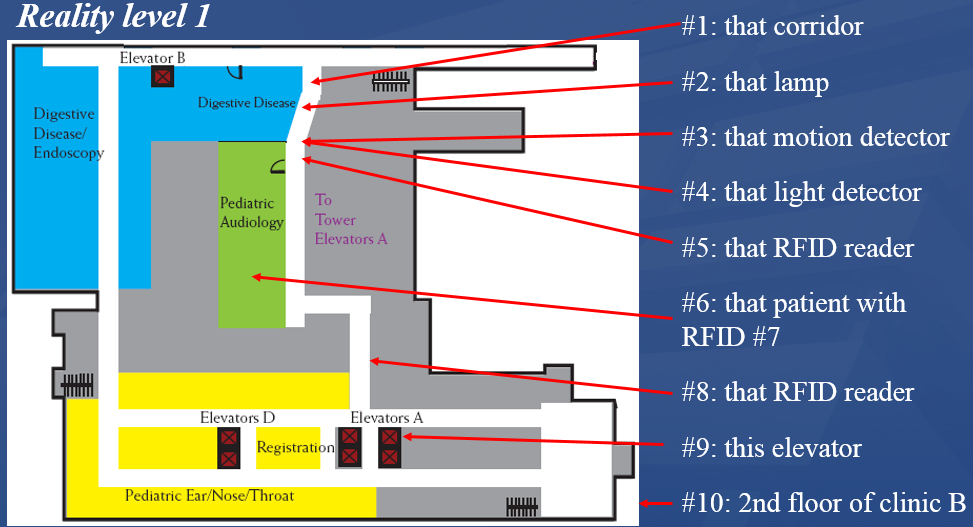 Reality level 1
#1: that corridor
#2: that lamp
#3: that motion detector
#4: that light detector
#5: that RFID reader
#6: that patient with
RFID #7
#8: that RFID reader
#9: this elevator
#10: 2nd floor of clinic B
Elevator B
Digestive Disease
Digestive
Disease/
Endoscopy
Pediatric
Audiology
To
Tower
Elevators A
Elevators D
Elevators A
Registration
Pediatric Ear/Nose/Throat